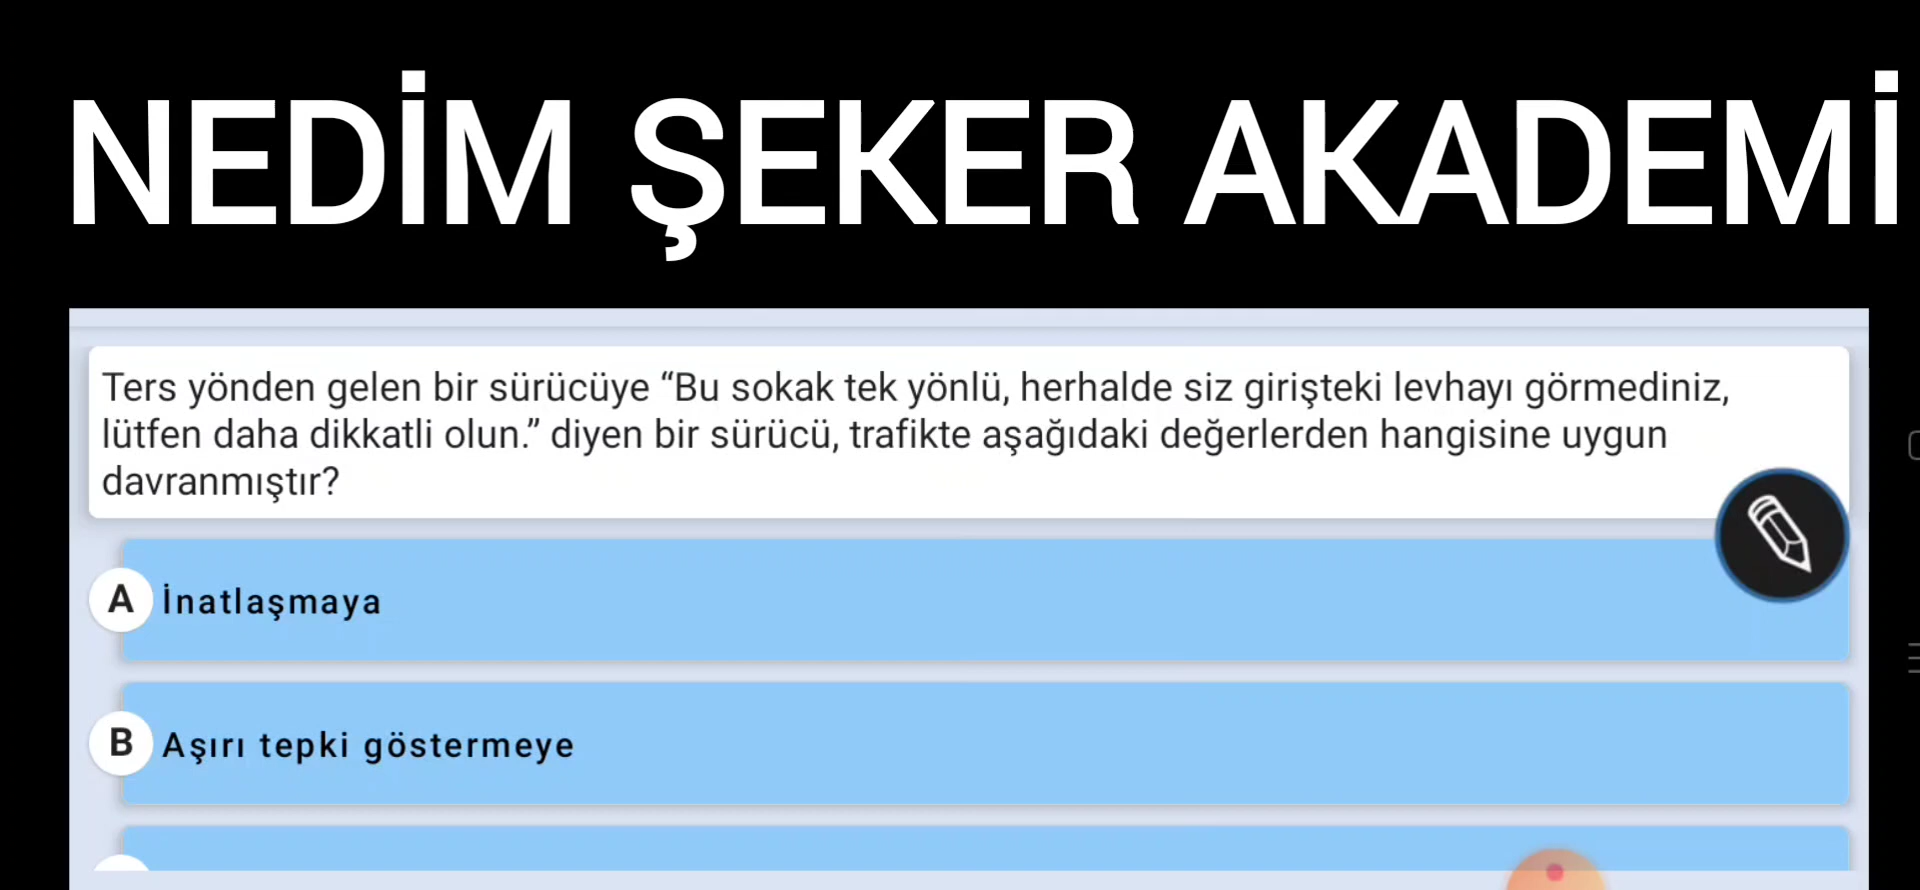 NEDİM ŞEKER AKADEMİ
Ters yönden gelen bir sürücüye “Bu sokak tek yönlü, herhalde siz girişteki levhayı görmediniz,
lütfen daha dikkatli olun.” diyen bir sürücü, trafikte aşağıdaki değerlerden hangisine uygun
davranmıştır?
A İnatlaşmaya
B Aşırı tepki göstermeye